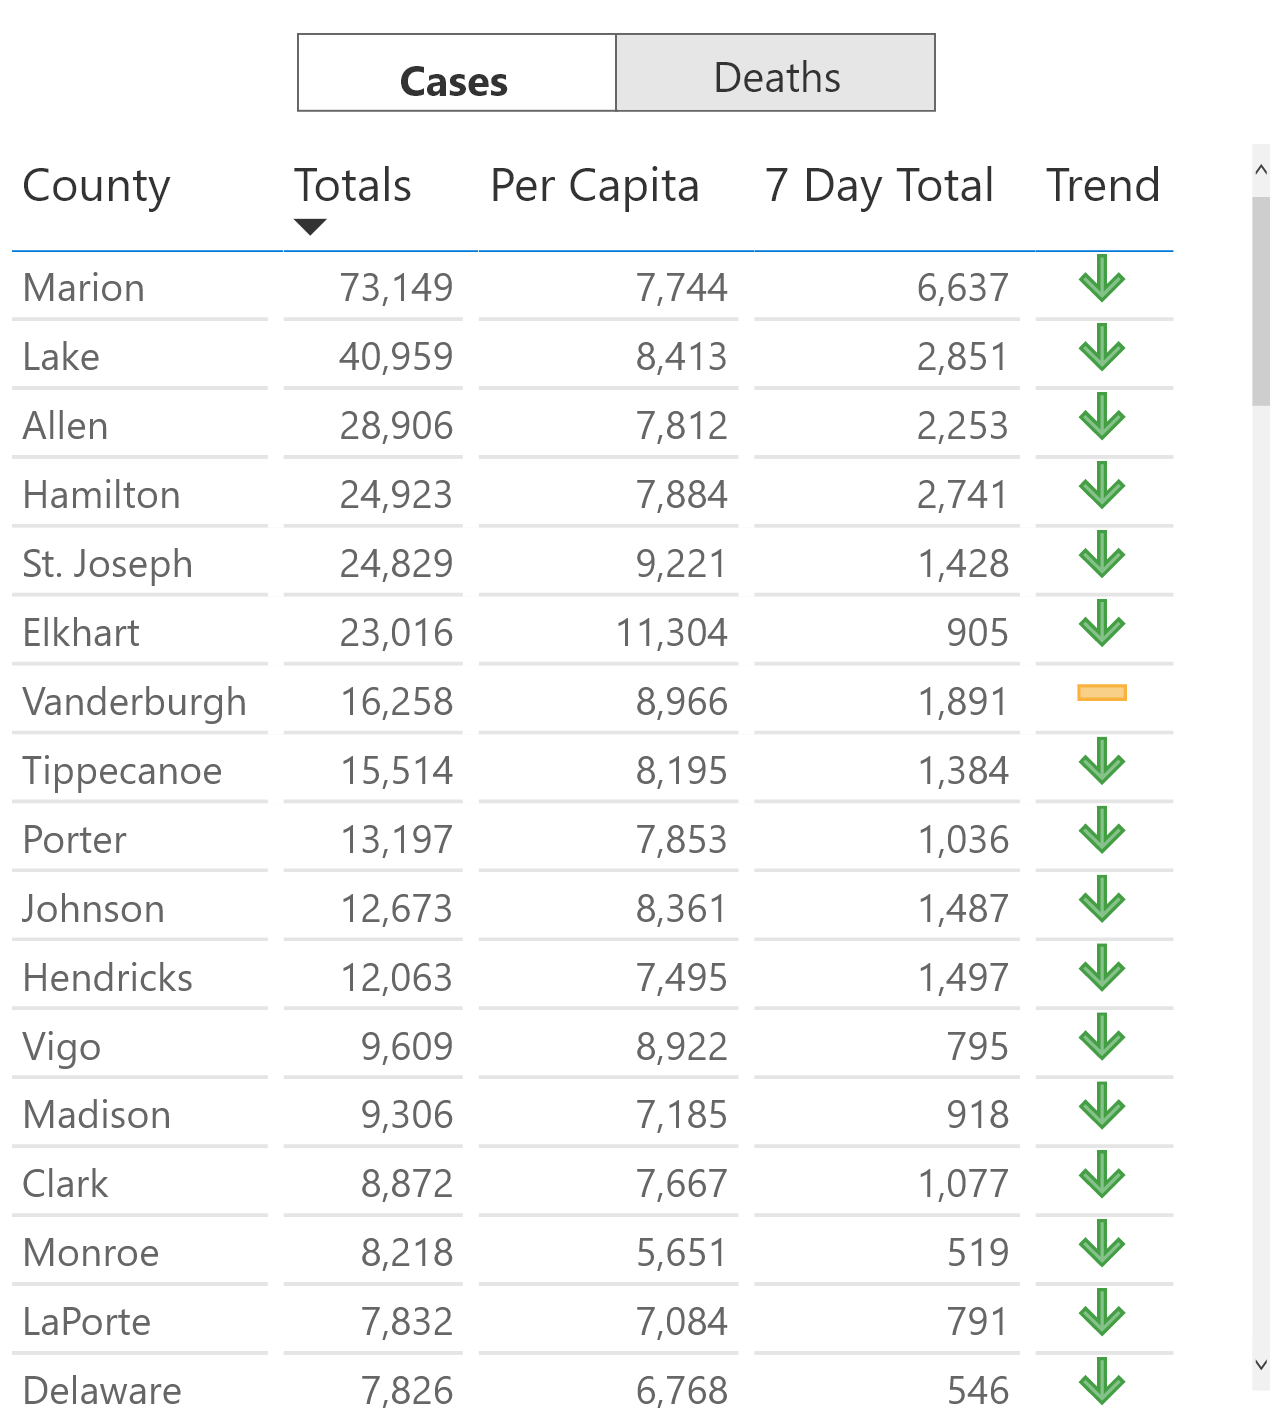 Cases Deaths
County Totals Per Capita 7 Day Total Trend
Marion 73,149 7,744 6,637
Lake 40,959 8,413 2,851
Allen 28,906 7,812 2,253
Hamilton 24,923 7,884 2,741
St. Joseph 24,829 9,221 1,428
Elkhart 23,016 11,304 905
Vanderburgh 16,258 8,966 1,891
Tippecanoe 15,514 8,195 1,384
Porter 13,197 7,853 1,036
Johnson 12,673 8,361 1,487
Hendricks 12,063 7,495 1,497
Vigo 9,609 8,922 795
Madison 9,306 7,185 918
Clark 8,872 7,667 1,077
Monroe 8,218 5,651 519
LaPorte 7,832 7,084 791
Delaware 7,826 6,768 546